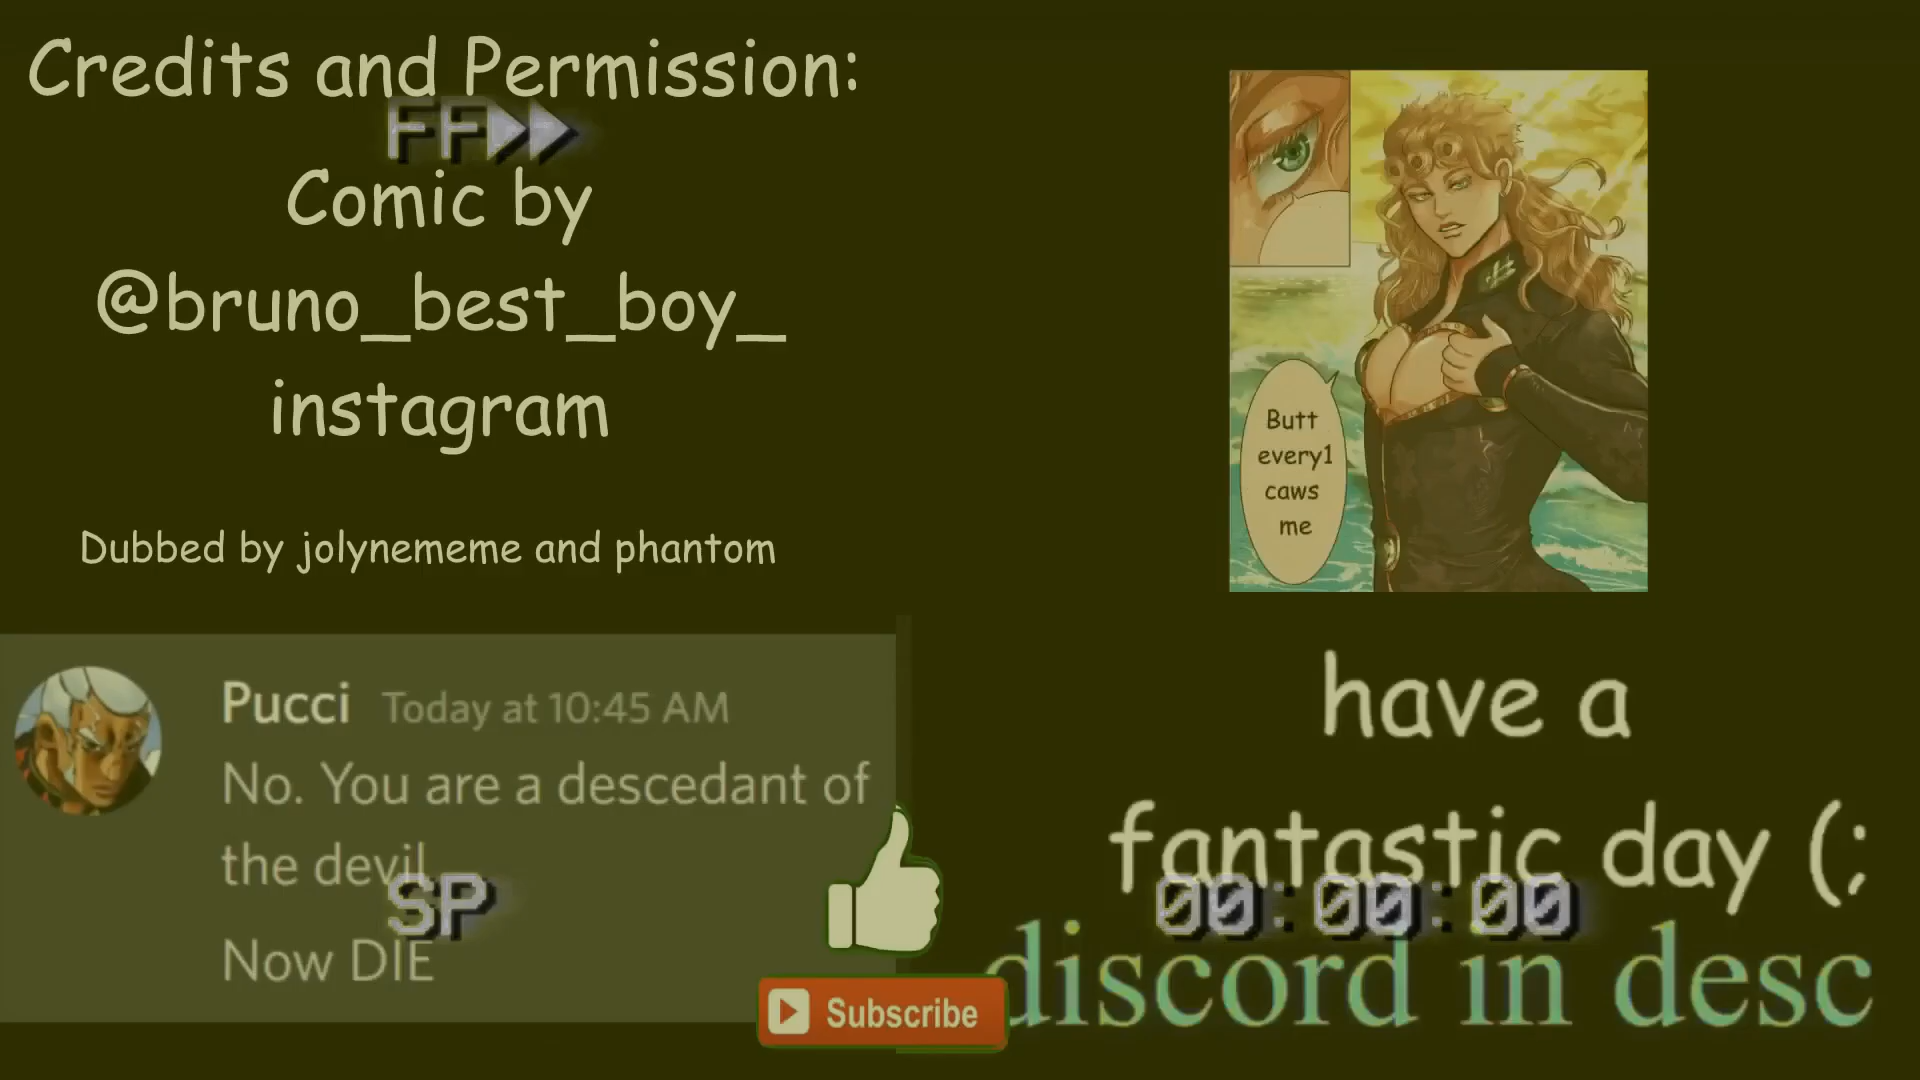 Credits and Permission:
FF
Comic by
@bruno_best_boy_
instagram
Dubbed by jolynememe and phantom
Butt
every1
caws
me
Pucci Today at 10:45 AM
No. You are a descedant of
the devil
SP
Now DIE
Subscribe
have a
fantastic day (;
00:00:00
discord in desc